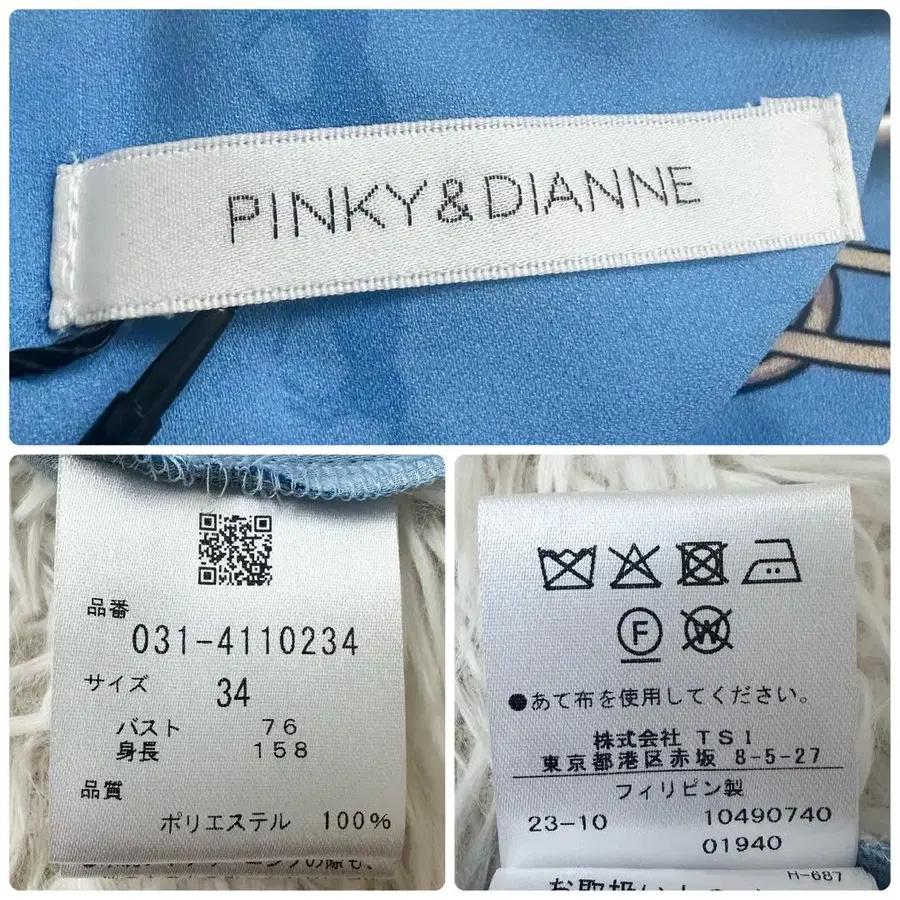 PINKY&DIANNE
品番
031-4110234
サイズ 34
バスト 76
身長 158
品質
ポリエステル 100%
F
W
●あて布を使用してください。
株式会社 TSI
東京都港区赤坂 8-5-27
フィリピン製
23-10 10490740
01940
H-687